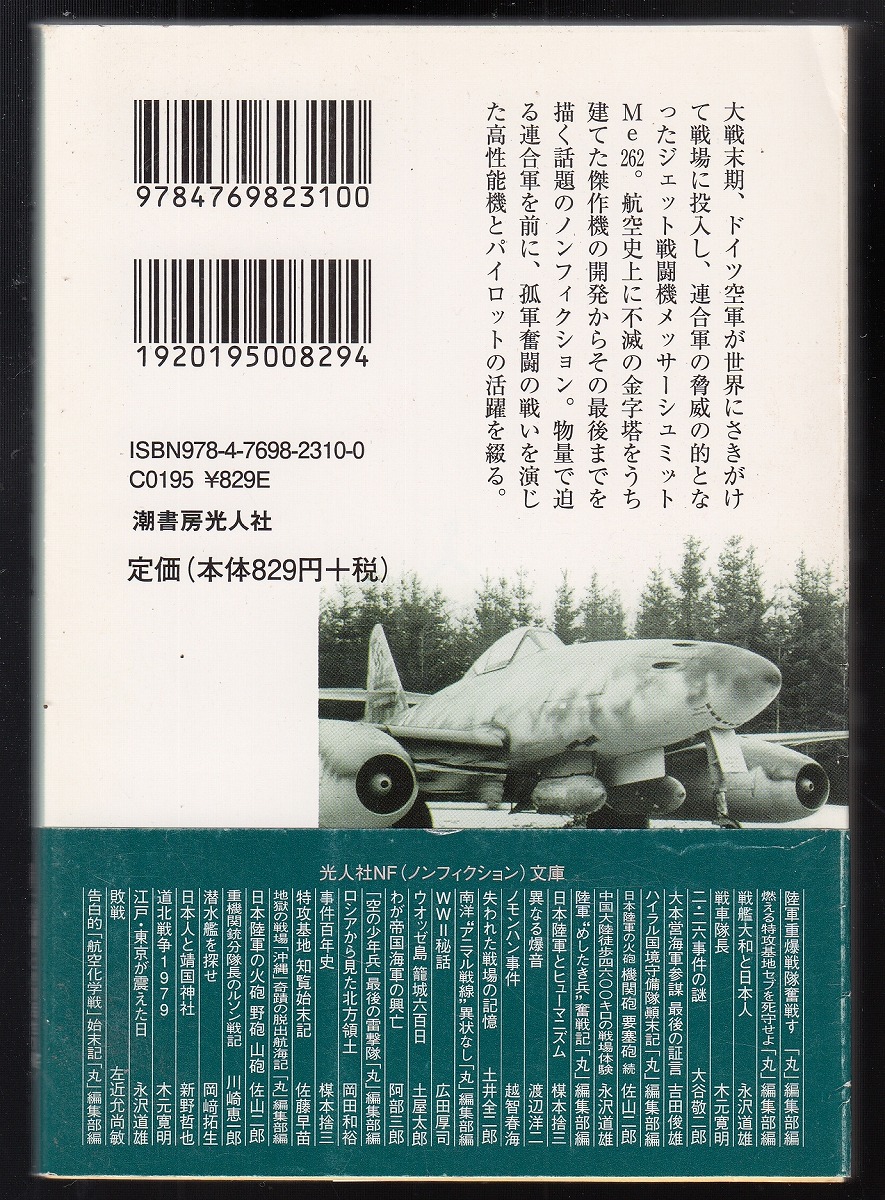 大戦末期、ドイツ空軍が世界にさきがけ
て戦場に投入し、連合軍の脅威の的とな
ったジェット戦闘機メッサーシュミット
Me262。航空史上に不滅の金字塔をうち
建てた傑作機の開発からその最後までを
描く話題のノンフィクション。物量で迫
る連合軍を前に、孤軍奮闘の戦いを演じ
た高性能機とパイロットの活躍を綴る。
9784769823100
1920195008294
ISBN978-4-7698-2310-0
C0195 ¥829E
潮書房光人社
定価(本体829円+税)
光人社NF(ノンフィクション)文庫
陸軍重爆戦隊奮戦す 「丸」編集部編
燃える特攻基地セブを死守せよ 「丸」編集部編
戦艦大和と日本人 永沢道雄
戦車隊長 木元寛明
二・二六事件の謎 大谷敬二郎
大本営海軍参謀 最後の証言 吉田俊雄
ハイラル国境守備隊顚末記 「丸」編集部編
日本陸軍の火砲 機関砲 要塞砲 続 佐山二郎
中国大陸徒歩四六〇〇キロの戦場体験 永沢道雄
陸軍“めしたき兵”奮戦記 「丸」編集部編
日本陸軍とヒューマニズム 楳本捨三
異なる爆音 渡辺洋二
ノモンハン事件 越智春海
失われた戦場の記憶 土井全二郎
南洋“デニマル戦線”異状なし 「丸」編集部編
WWⅡ秘話 広田厚司
ウオッゼ島 籠城六百日 土屋太郎
わが帝国海軍の興亡 阿部三郎
「空の少年兵」最後の雷撃隊 「丸」編集部編
ロシアから見た北方領土 岡田和裕
事件百年史 楳本捨三
特攻基地 知覧始末記 佐藤早苗
地獄の戦場「沖縄」奇蹟の脱出航海記 「丸」編集部編
日本陸軍の火砲 野砲 山砲 佐山二郎
重機関銃分隊長のルソン戦記 川崎恵一郎
潜水艦を探せ 岡崎拓生
日本人と靖国神社 新野哲也
道北戦争1979 木元寛明
江戸・東京が震えた日 永沢道雄
敗戦 左近允尚敏
告白的「航空化学戦」始末記 「丸」編集部編